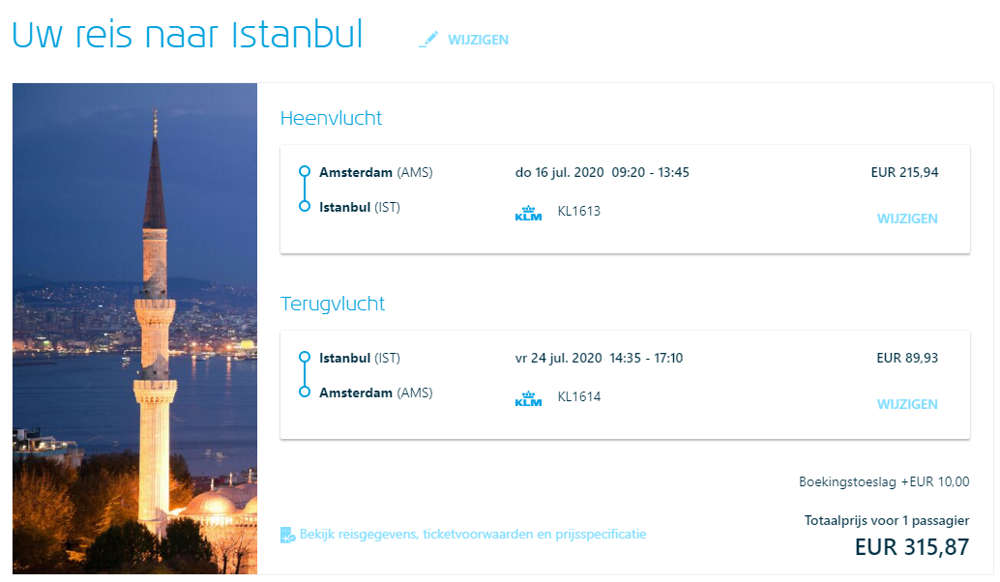 Uw reis naar Istanbul
WIJZIGEN
Heenvlucht
Amsterdam (AMS) do 16 jul. 2020 09:20 - 13:45 EUR 215,94
Istanbul (IST) KLM KL1613
WIJZIGEN
Terugvlucht
Istanbul (IST) vr 24 jul. 2020 14:35 - 17:10 EUR 89,93
Amsterdam (AMS) KLM KL1614
WIJZIGEN
Boekingstoeslag +EUR 10,00
Totaalprijs voor 1 passagier
Bekijk reisgegevens, ticketvoorwaarden en prijsspecificatie
EUR 315,87